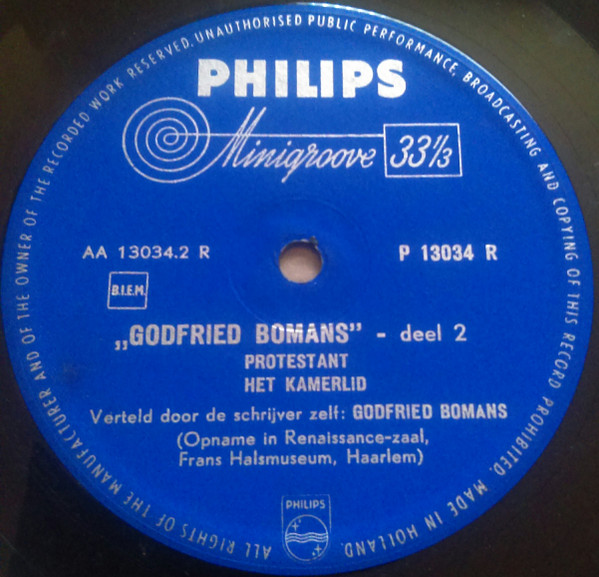 ALL RIGHTS OF THE MANUFACTURER AND OF THE OWNER OF THE RECORDED WORK RESERVED. UNAUTHORISED PUBLIC PERFORMANCE, BROADCASTING AND COPYING OF THIS RECORD PROHIBITED. MADE IN HOLLAND.
PHILIPS
Minigroove 33 1/3
AA 13034.2 R P 13034 R
B.I.E.M.
„GODFRIED BOMANS” - deel 2
PROTESTANT
HET KAMERLID
Verteld door de schrijver zelf: GODFRIED BOMANS
(Opname in Renaissance-zaal,
Frans Halsmuseum, Haarlem)
PHILIPS